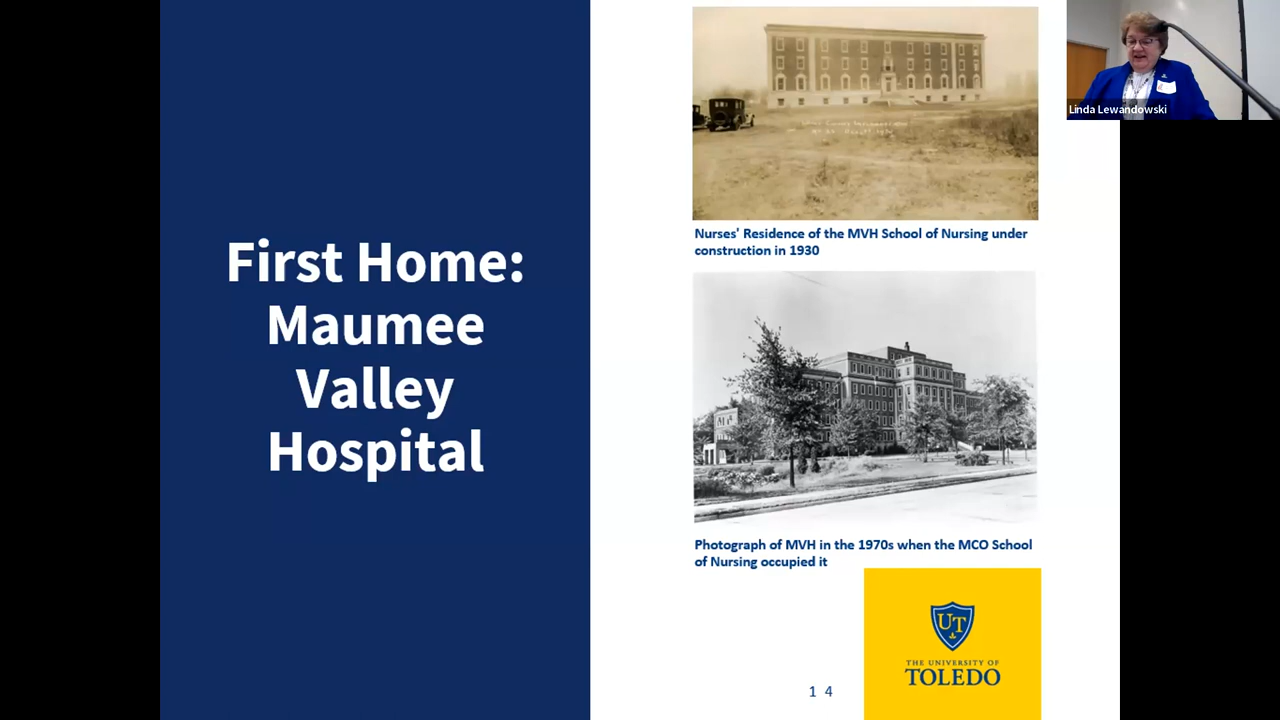 First Home:
Maumee
Valley
Hospital
Nurses' Residence of the MVH School of Nursing under
construction in 1930
Photograph of MVH in the 1970s when the MCO School
of Nursing occupied it
UT
THE UNIVERSITY OF
TOLEDO
1 4
Linda Lewandowski